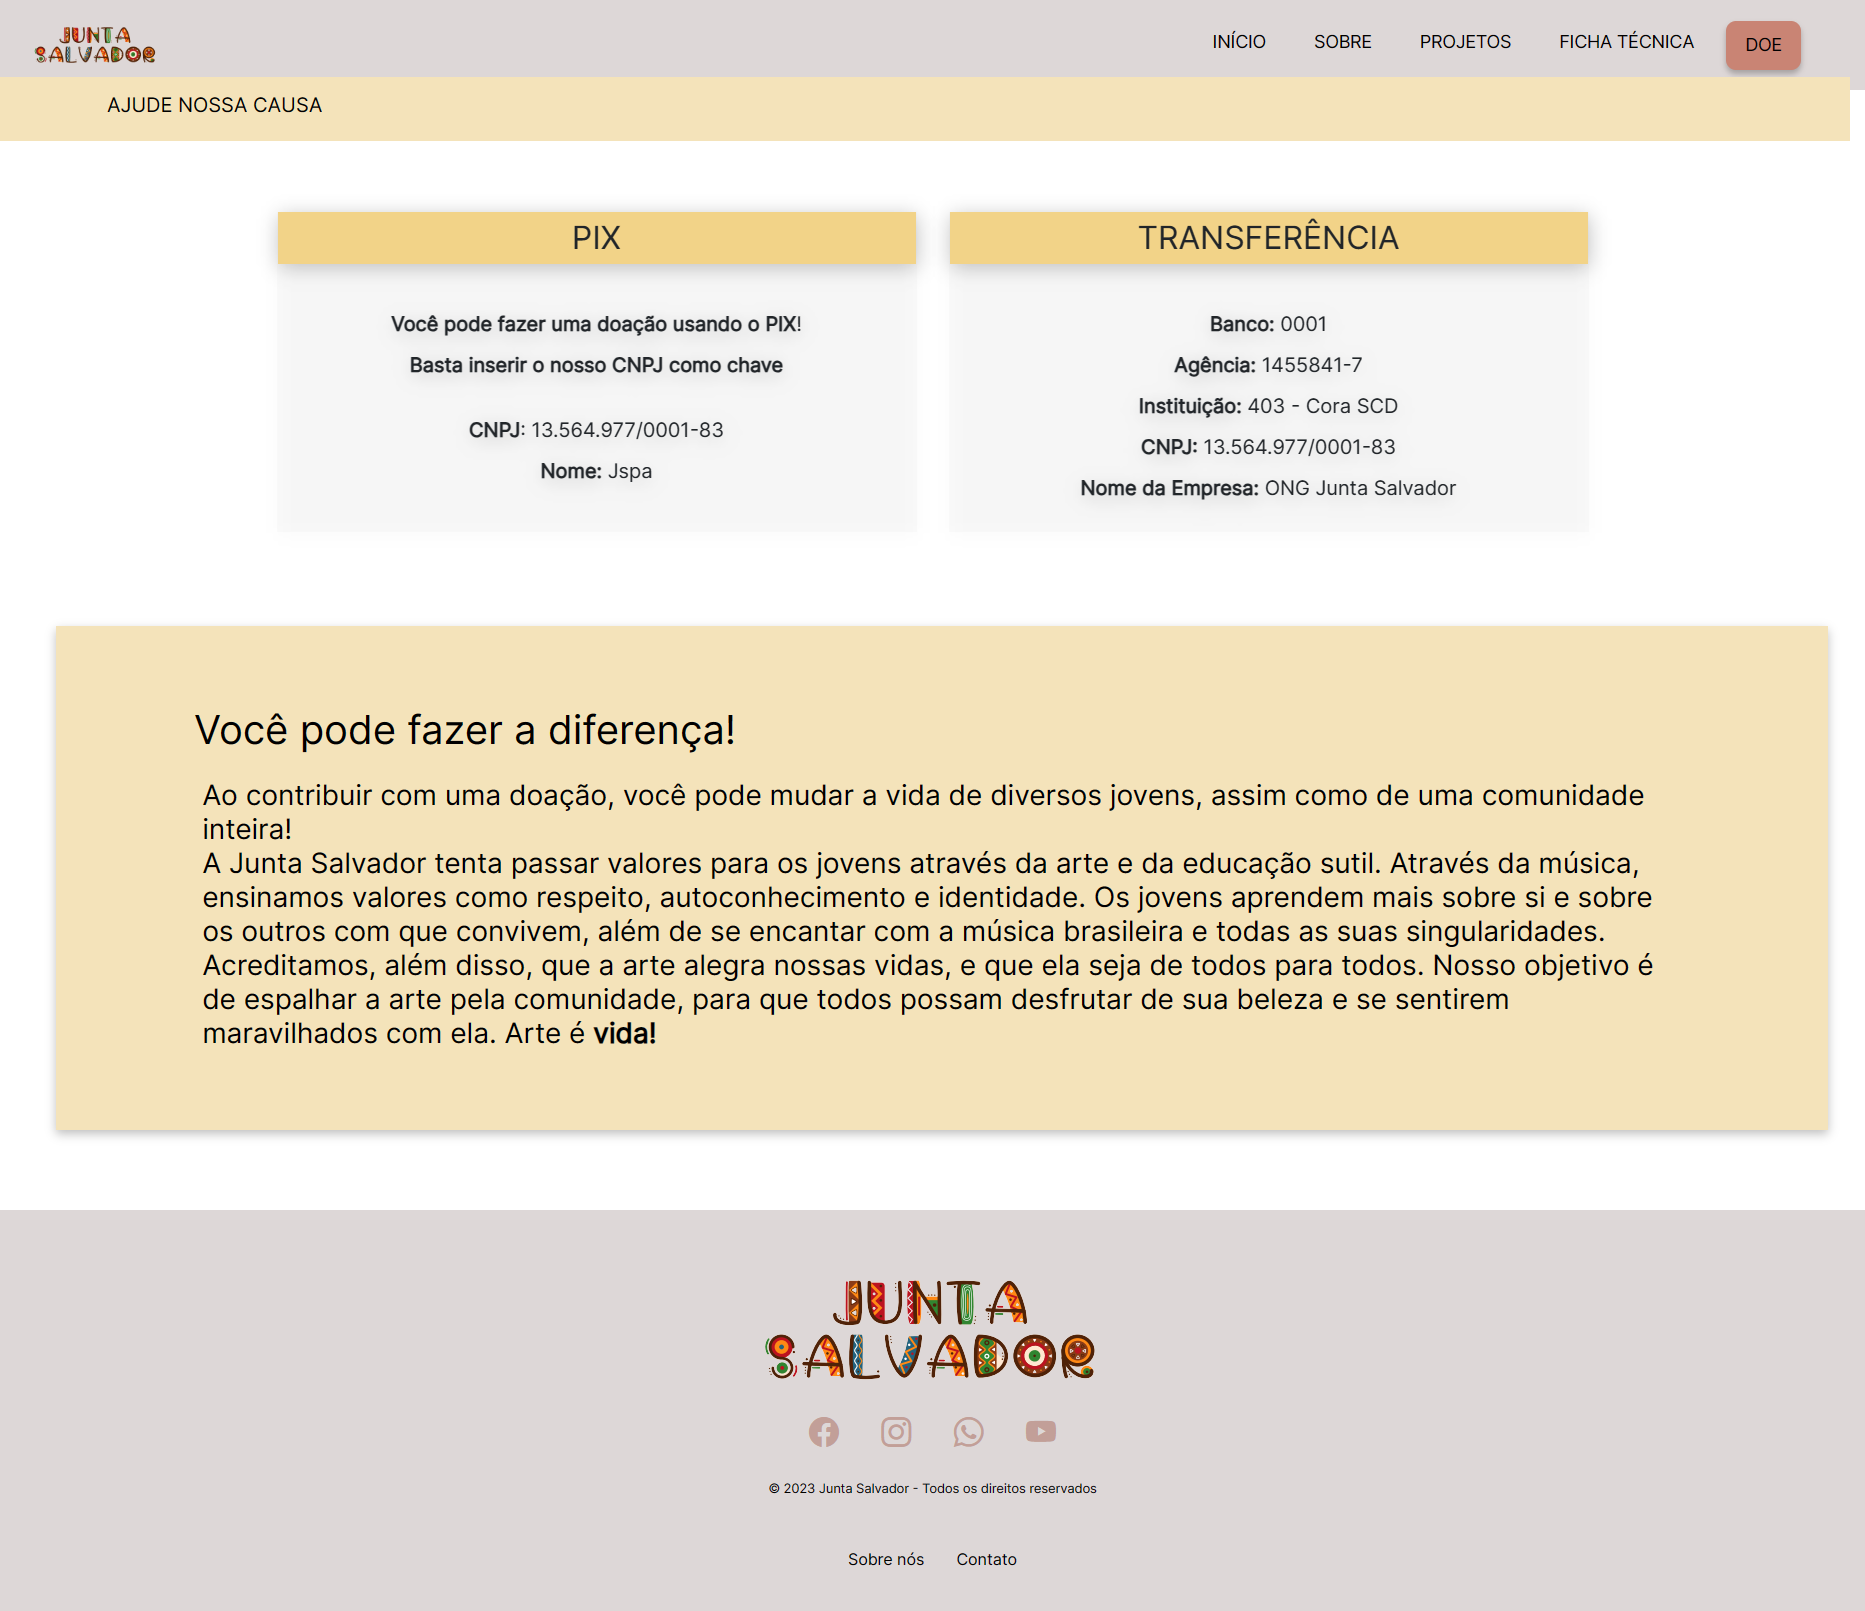 JUNTA
SALVADOR
INÍCIO SOBRE PROJETOS FICHA TÉCNICA DOE
AJUDE NOSSA CAUSA
PIX
Você pode fazer uma doação usando o PIX!
Basta inserir o nosso CNPJ como chave
CNPJ: 13.564.977/0001-83
Nome: Jspa
TRANSFERÊNCIA
Banco: 0001
Agência: 1455841-7
Instituição: 403 - Cora SCD
CNPJ: 13.564.977/0001-83
Nome da Empresa: ONG Junta Salvador
Você pode fazer a diferença!
Ao contribuir com uma doação, você pode mudar a vida de diversos jovens, assim como de uma comunidade
inteira!
A Junta Salvador tenta passar valores para os jovens através da arte e da educação sutil. Através da música,
ensinamos valores como respeito, autoconhecimento e identidade. Os jovens aprendem mais sobre si e sobre
os outros com que convivem, além de se encantar com a música brasileira e todas as suas singularidades.
Acreditamos, além disso, que a arte alegra nossas vidas, e que ela seja de todos para todos. Nosso objetivo é
de espalhar a arte pela comunidade, para que todos possam desfrutar de sua beleza e se sentirem
maravilhados com ela. Arte é vida!
JUNTA
SALVADOR
© 2023 Junta Salvador - Todos os direitos reservados
Sobre nós Contato